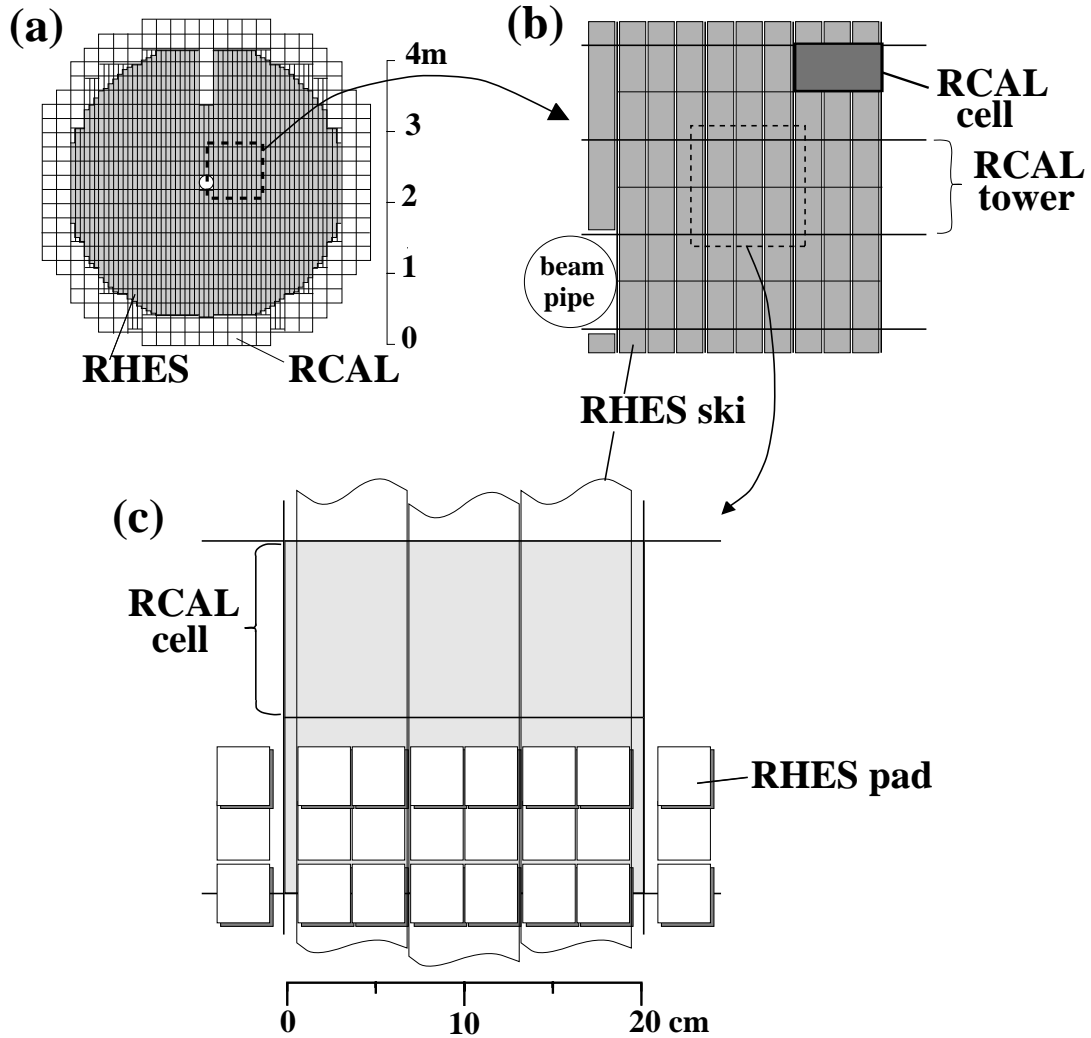 (a)
4m
3
2
1
0
RHES
RCAL
(b)
RCAL
cell
RCAL
tower
beam
pipe
RHES ski
(c)
RCAL
cell
RHES pad
0
10
20 cm